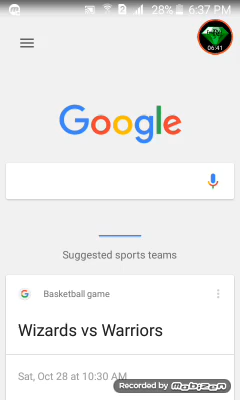 28% 6:37 PM
06:41
Google
Suggested sports teams
Basketball game
Wizards vs Warriors
Sat, Oct 28 at 10:30 AM
Recorded by mobizen